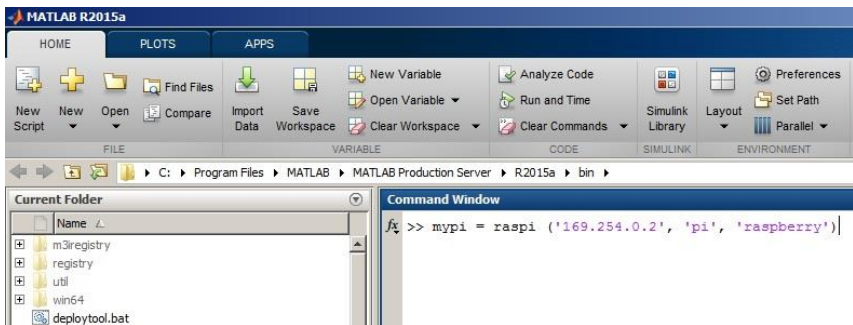 MATLAB R2015a
HOME PLOTS APPS
New Script
New
Open
Find Files
Compare
FILE
Import Data
Save Workspace
New Variable
Open Variable
Clear Workspace
VARIABLE
Analyze Code
Run and Time
Clear Commands
CODE
Simulink Library
SIMULINK
Layout
Preferences
Set Path
Parallel
ENVIRONMENT
C: Program Files MATLAB MATLAB Production Server R2015a bin
Current Folder
Name
m3iregistry
registry
util
win64
deploytool.bat
Command Window
fx >> mypi = raspi ('169.254.0.2', 'pi', 'raspberry')